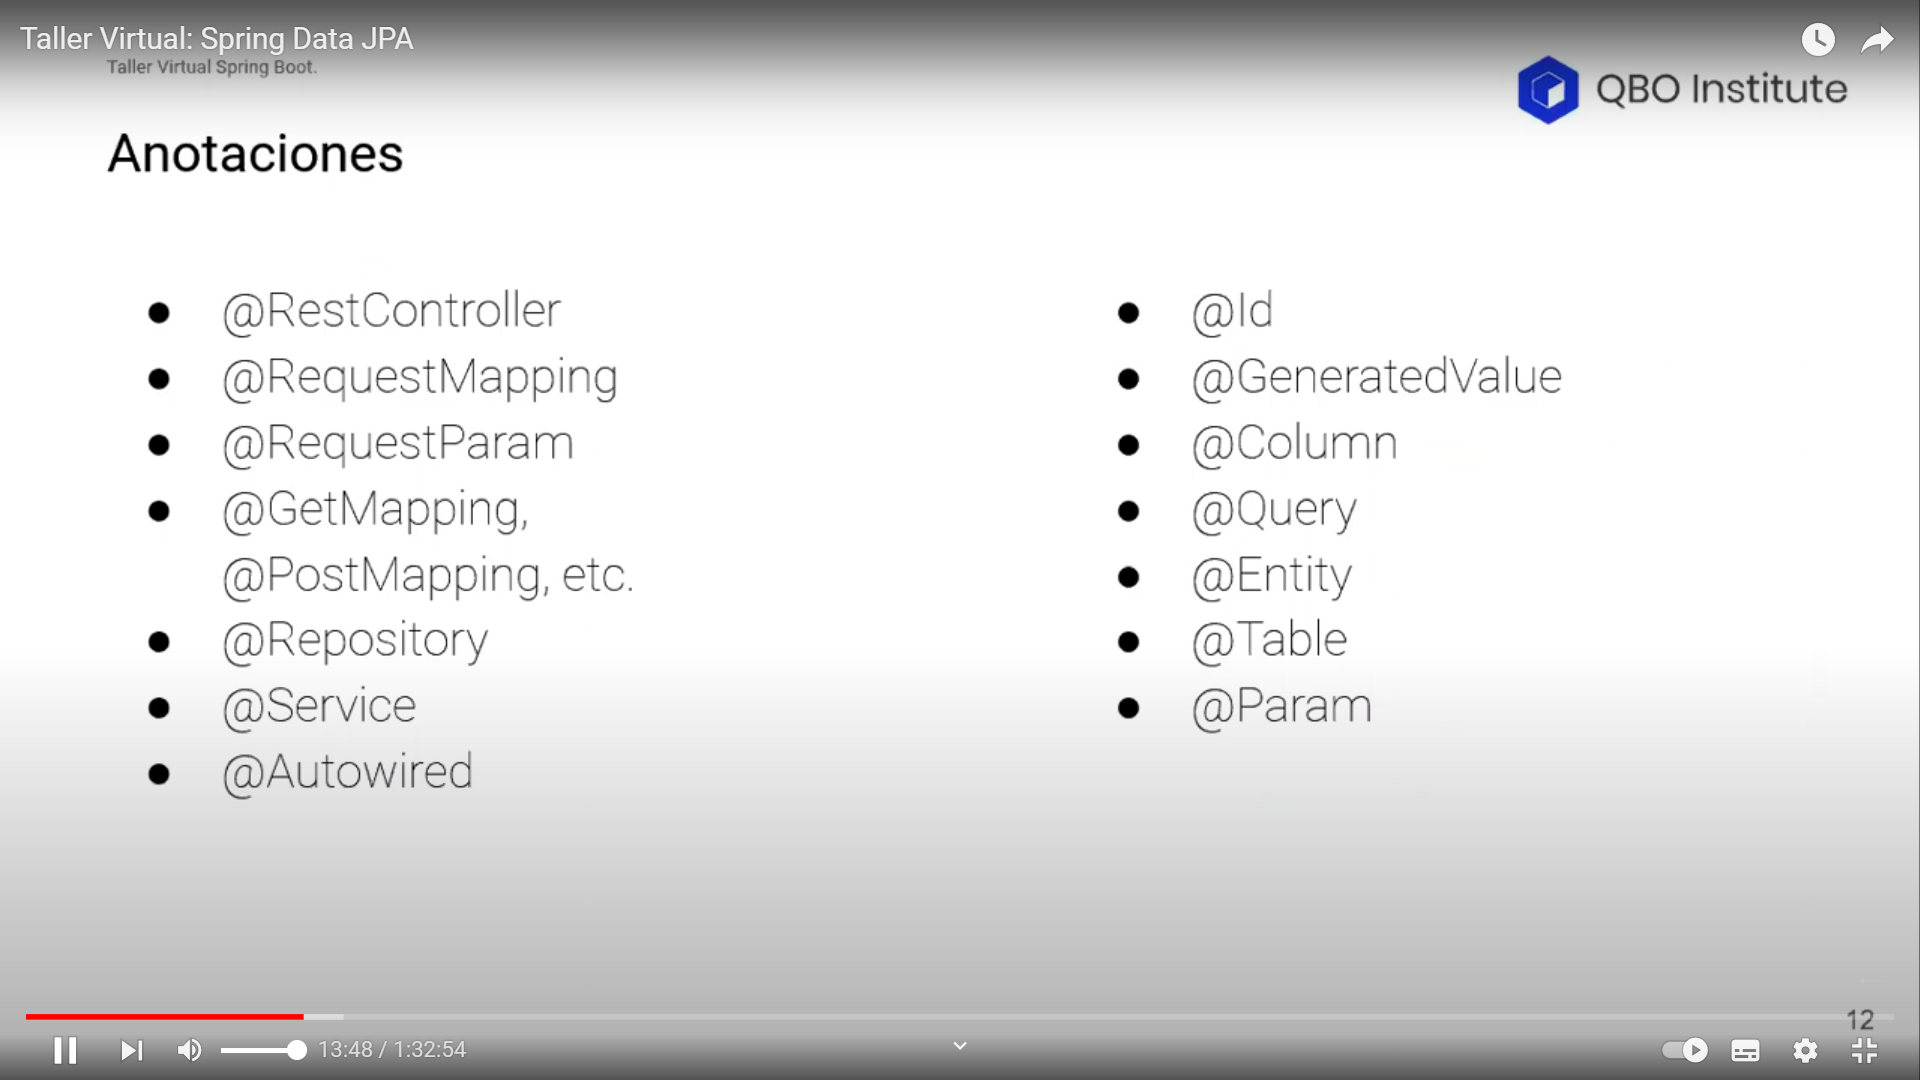 Taller Virtual: Spring Data JPA
Taller Virtual Spring Boot.
QBO Institute
Anotaciones
@RestController
@RequestMapping
@RequestParam
@GetMapping,
@PostMapping, etc.
@Repository
@Service
@Autowired
@Id
@GeneratedValue
@Column
@Query
@Entity
@Table
@Param
12
13:48 / 1:32:54